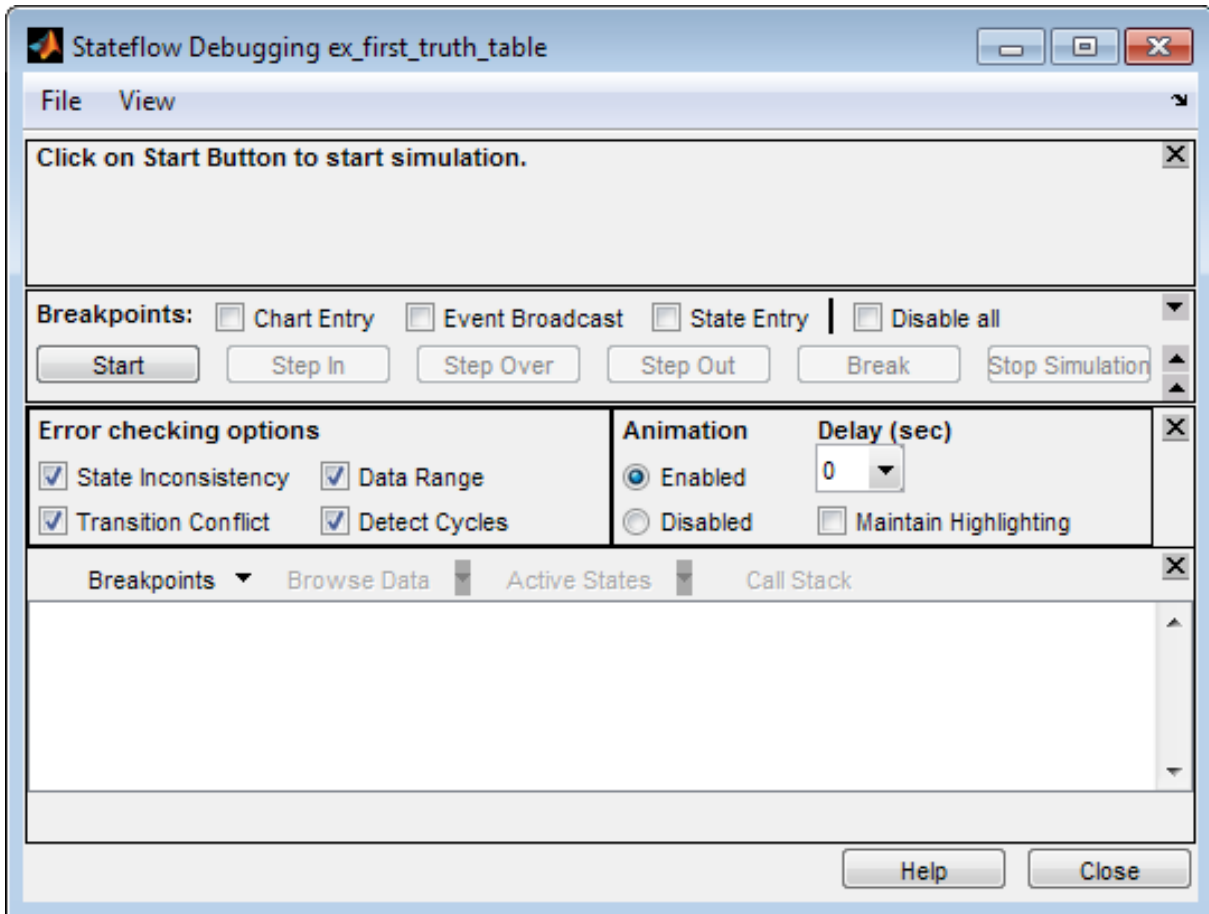 Stateflow Debugging ex_first_truth_table
File View
Click on Start Button to start simulation.
Breakpoints: Chart Entry Event Broadcast State Entry Disable all
Start Step In Step Over Step Out Break Stop Simulation
Error checking options Animation Delay (sec)
State Inconsistency Data Range Enabled 0
Transition Conflict Detect Cycles Disabled Maintain Highlighting
Breakpoints Browse Data Active States Call Stack
Help Close